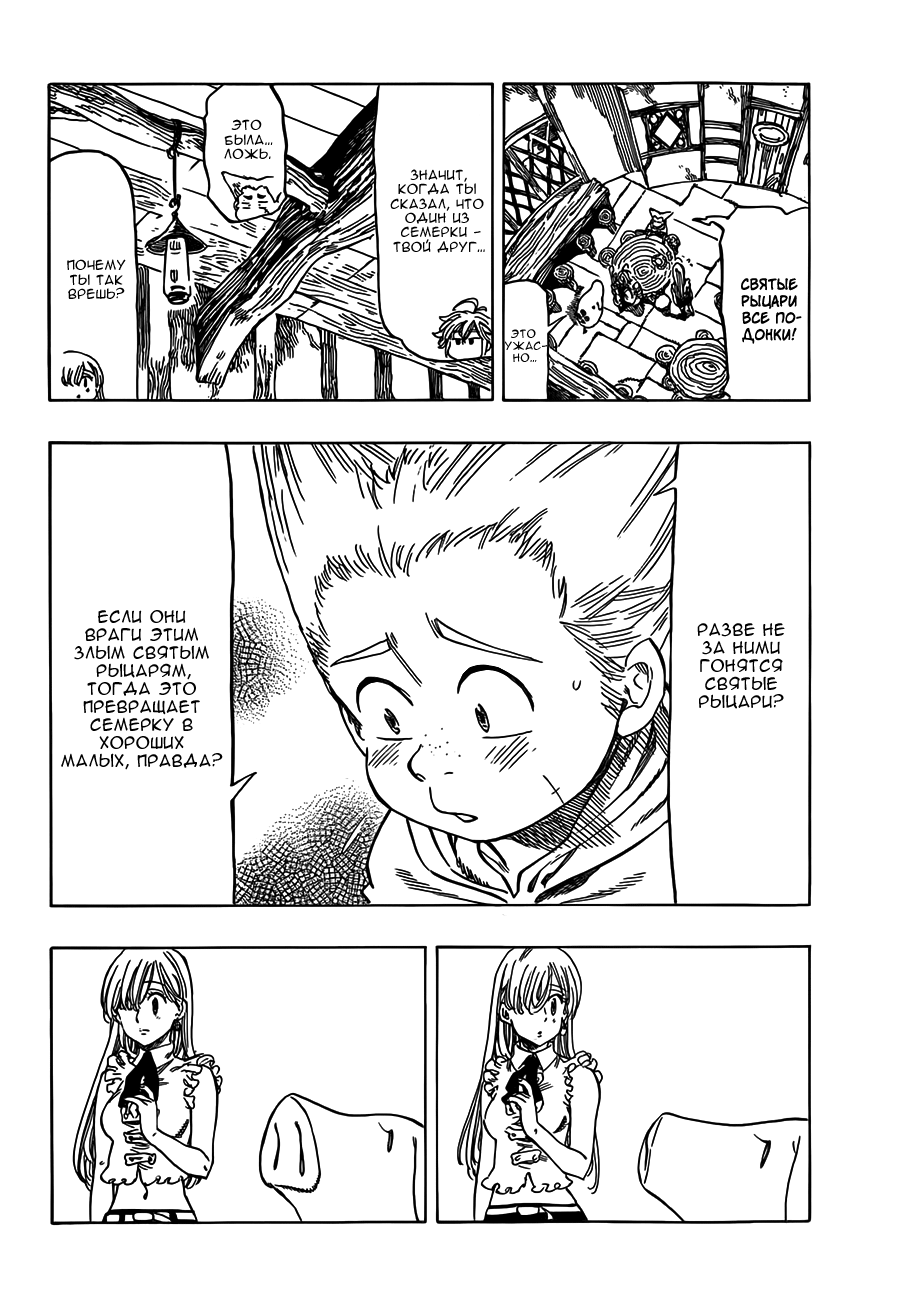 СВЯТЫЕ
РЫЦАРИ
ВСЕ ПО-
ДОНКИ!
ЭТО
УЖАС-
НО...
ЗНАЧИТ,
КОГДА ТЫ
СКАЗАЛ, ЧТО
ОДИН ИЗ
СЕМЕРКИ –
ТВОЙ ДРУГ...
ЭТО
БЫЛА...
ЛОЖЬ.
ПОЧЕМУ
ТЫ ТАК
ВРЕШЬ?
РАЗВЕ НЕ
ЗА НИМИ
ГОНЯТСЯ
СВЯТЫЕ
РЫЦАРИ?
ЕСЛИ ОНИ
ВРАГИ ЭТИМ
ЗЛЫМ СВЯТЫМ
РЫЦАРЯМ,
ТОГДА ЭТО
ПРЕВРАЩАЕТ
СЕМЕРКУ В
ХОРОШИХ
МАЛЫХ, ПРАВДА?